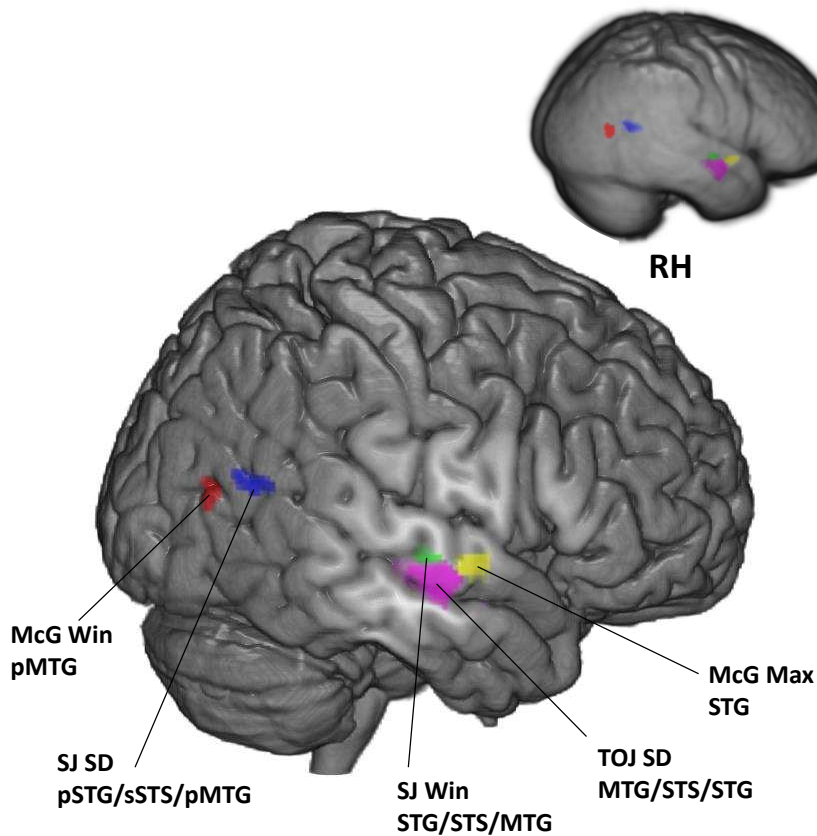 RH
McG Win
pMTG
McG Max
STG
SJ SD
pSTG/sSTS/pMTG
SJ Win
STG/STS/MTG
TOJ SD
MTG/STS/STG